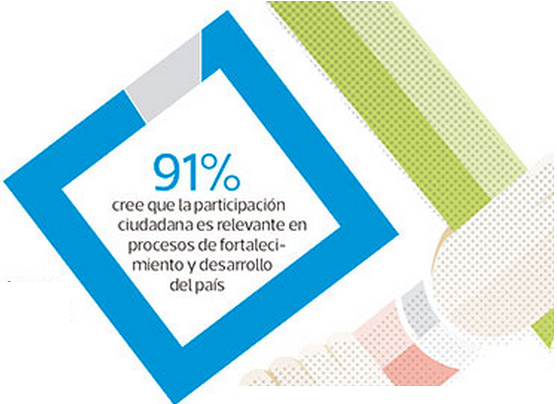 91%
cree que la participación
ciudadana es relevante en
procesos de fortaleci-
miento y desarrollo
del país